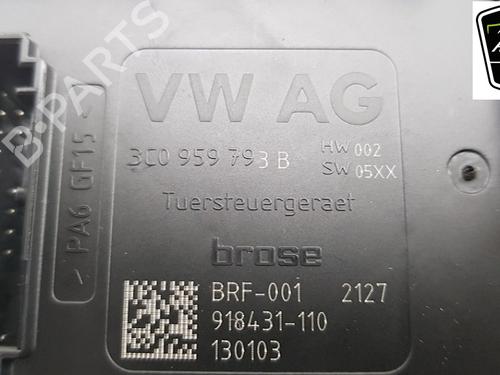 VW AG
3C0 959 793 B
HW 002
SW 05XX
Tuersteuergeraet
brose
BRF-001 2127
918431-110
130103
> PA6 GF15 <
B-PARTS